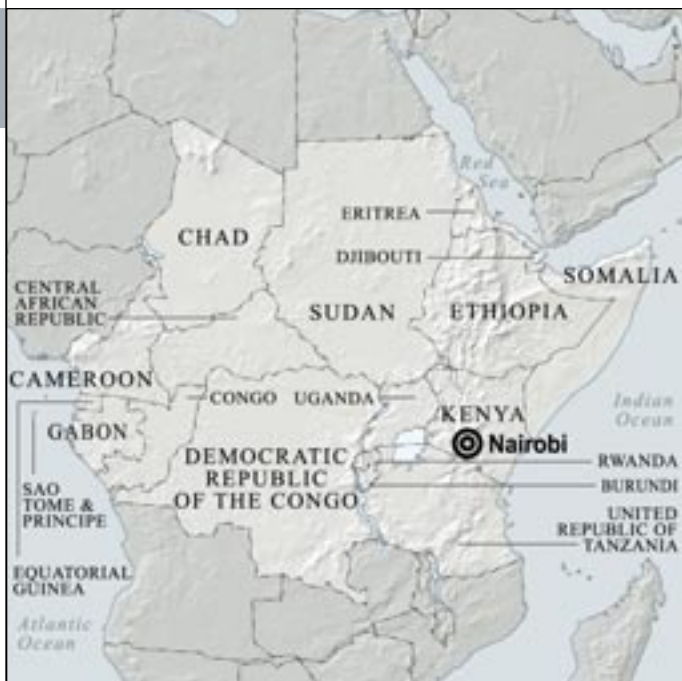 Red
Sea
ERITREA
CHAD
DJIBOUTI
SOMALIA
CENTRAL
AFRICAN
REPUBLIC
SUDAN
ETHIOPIA
CAMEROON
CONGO
UGANDA
Indian
Ocean
KENYA
GABON
Nairobi
DEMOCRATIC
REPUBLIC
OF THE CONGO
RWANDA
BURUNDI
SAO
TOME &
PRINCIPE
UNITED
REPUBLIC OF
TANZANIA
EQUATORIAL
GUINEA
Atlantic
Ocean